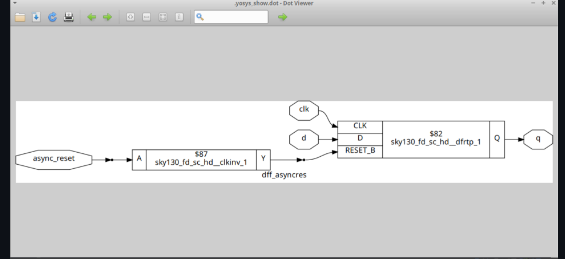 .yosys_show.dot - Dot Viewer
clk
d
async_reset
A
$87
sky130_fd_sc_hd__clkinv_1
Y
CLK
D
RESET_B
$82
sky130_fd_sc_hd__dfrtp_1
Q
q
dff_asyncres